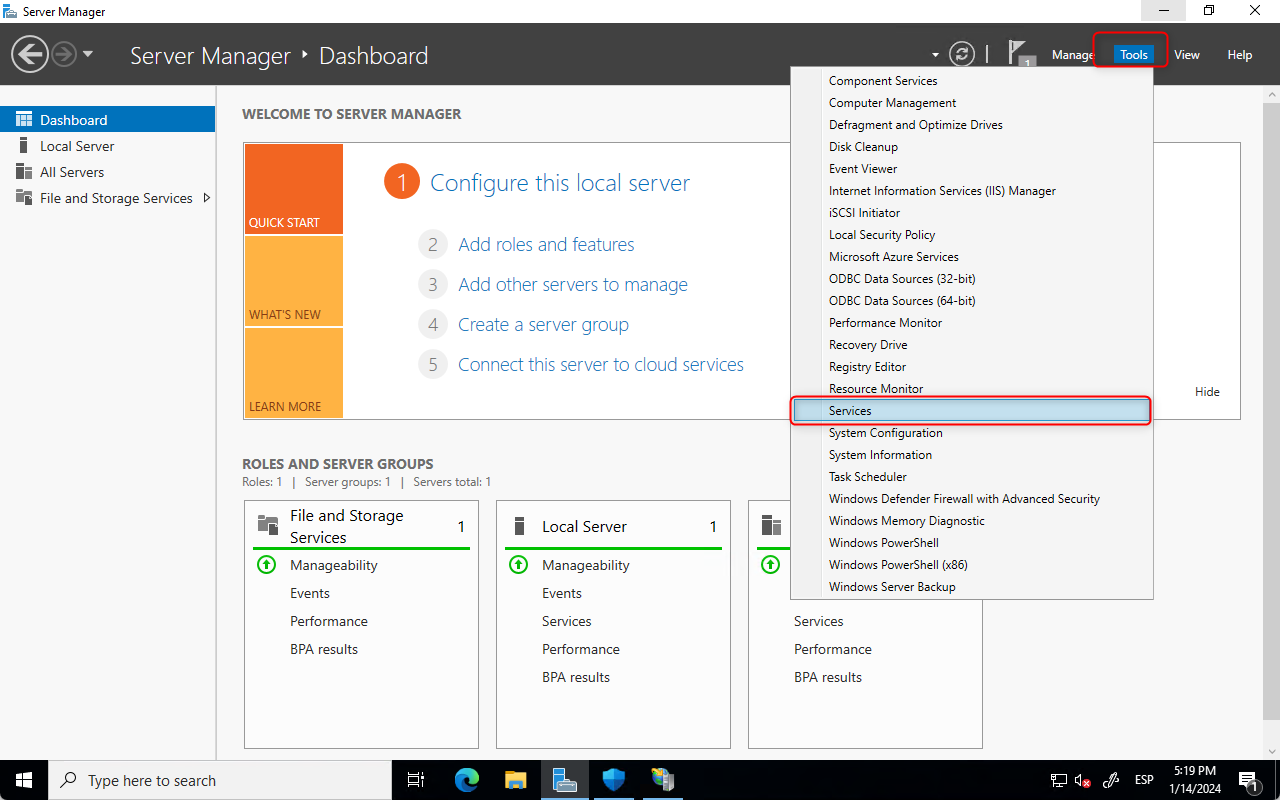 Server Manager
Server Manager ‣ Dashboard
1
Manage
Tools
View
Help
Dashboard
Local Server
All Servers
File and Storage Services
WELCOME TO SERVER MANAGER
QUICK START
WHAT'S NEW
LEARN MORE
1 Configure this local server
2 Add roles and features
3 Add other servers to manage
4 Create a server group
5 Connect this server to cloud services
Hide
Component Services
Computer Management
Defragment and Optimize Drives
Disk Cleanup
Event Viewer
Internet Information Services (IIS) Manager
iSCSI Initiator
Local Security Policy
Microsoft Azure Services
ODBC Data Sources (32-bit)
ODBC Data Sources (64-bit)
Performance Monitor
Recovery Drive
Registry Editor
Resource Monitor
Services
System Configuration
System Information
Task Scheduler
Windows Defender Firewall with Advanced Security
Windows Memory Diagnostic
Windows PowerShell
Windows PowerShell (x86)
Windows Server Backup
ROLES AND SERVER GROUPS
Roles: 1 | Server groups: 1 | Servers total: 1
File and Storage
Services
1
Manageability
Events
Performance
BPA results
Local Server 1
Manageability
Events
Services
Performance
BPA results
Services
Performance
BPA results
Type here to search
ESP
5:19 PM
1/14/2024
1